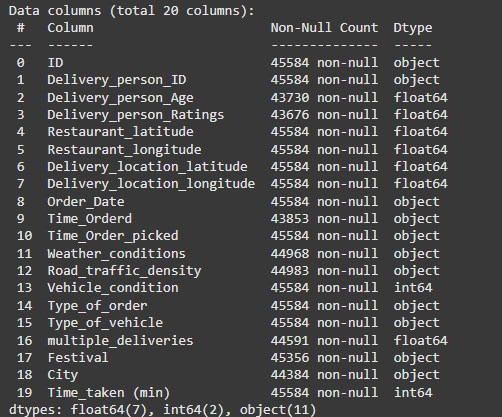 Data columns (total 20 columns):
 #   Column                       Non-Null Count  Dtype
---  ------                       --------------  -----
 0   ID                           45584 non-null  object
 1   Delivery_person_ID           45584 non-null  object
 2   Delivery_person_Age          43730 non-null  float64
 3   Delivery_person_Ratings      43676 non-null  float64
 4   Restaurant_latitude          45584 non-null  float64
 5   Restaurant_longitude         45584 non-null  float64
 6   Delivery_location_latitude   45584 non-null  float64
 7   Delivery_location_longitude  45584 non-null  float64
 8   Order_Date                   45584 non-null  object
 9   Time_Orderd                  43853 non-null  object
 10  Time_Order_picked            45584 non-null  object
 11  Weather_conditions           44968 non-null  object
 12  Road_traffic_density         44983 non-null  object
 13  Vehicle_condition            45584 non-null  int64
 14  Type_of_order                45584 non-null  object
 15  Type_of_vehicle              45584 non-null  object
 16  multiple_deliveries          44591 non-null  float64
 17  Festival                     45356 non-null  object
 18  City                         44384 non-null  object
 19  Time_taken (min)             45584 non-null  int64
dtypes: float64(7), int64(2), object(11)